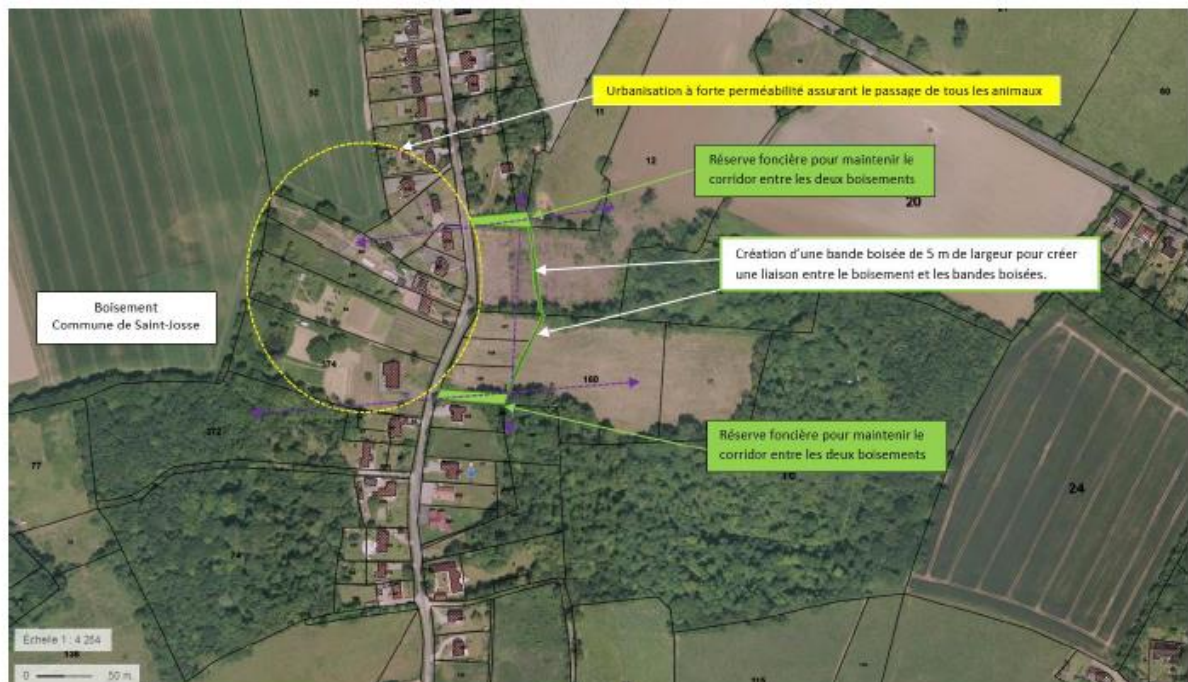 Urbanisation à forte perméabilité assurant le passage de tous les animaux
11
60
50
12
Réserve foncière pour maintenir le
corridor entre les deux boisements
20
Création d'une bande boisée de 5 m de largeur pour créer
une liaison entre le boisement et les bandes boisées.
Boisement
Commune de Saint-Josse
374
160
372
Réserve foncière pour maintenir le
corridor entre les deux boisements
77
16
24
Échelle 1 : 4 264
0 50 m